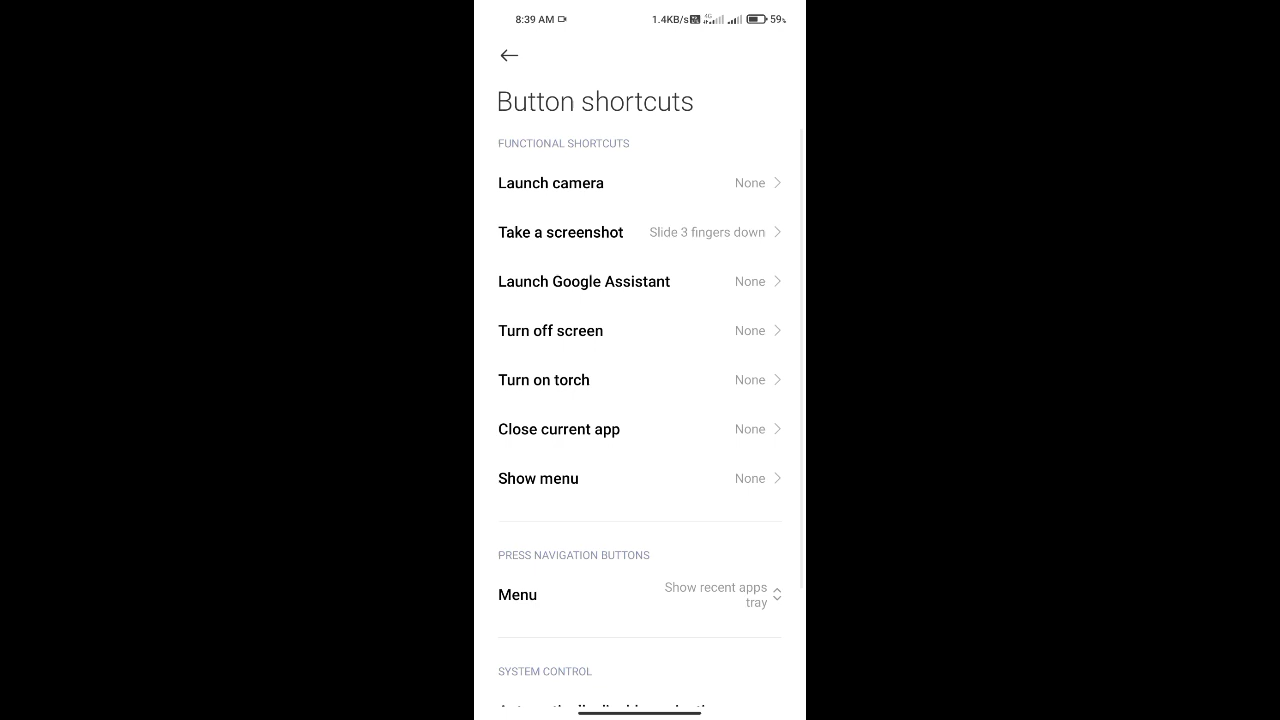 8:39 AM 1.4KB/s 4G 59%
Button shortcuts
FUNCTIONAL SHORTCUTS
Launch camera None
Take a screenshot Slide 3 fingers down
Launch Google Assistant None
Turn off screen None
Turn on torch None
Close current app None
Show menu None
PRESS NAVIGATION BUTTONS
Menu Show recent apps
tray
SYSTEM CONTROL